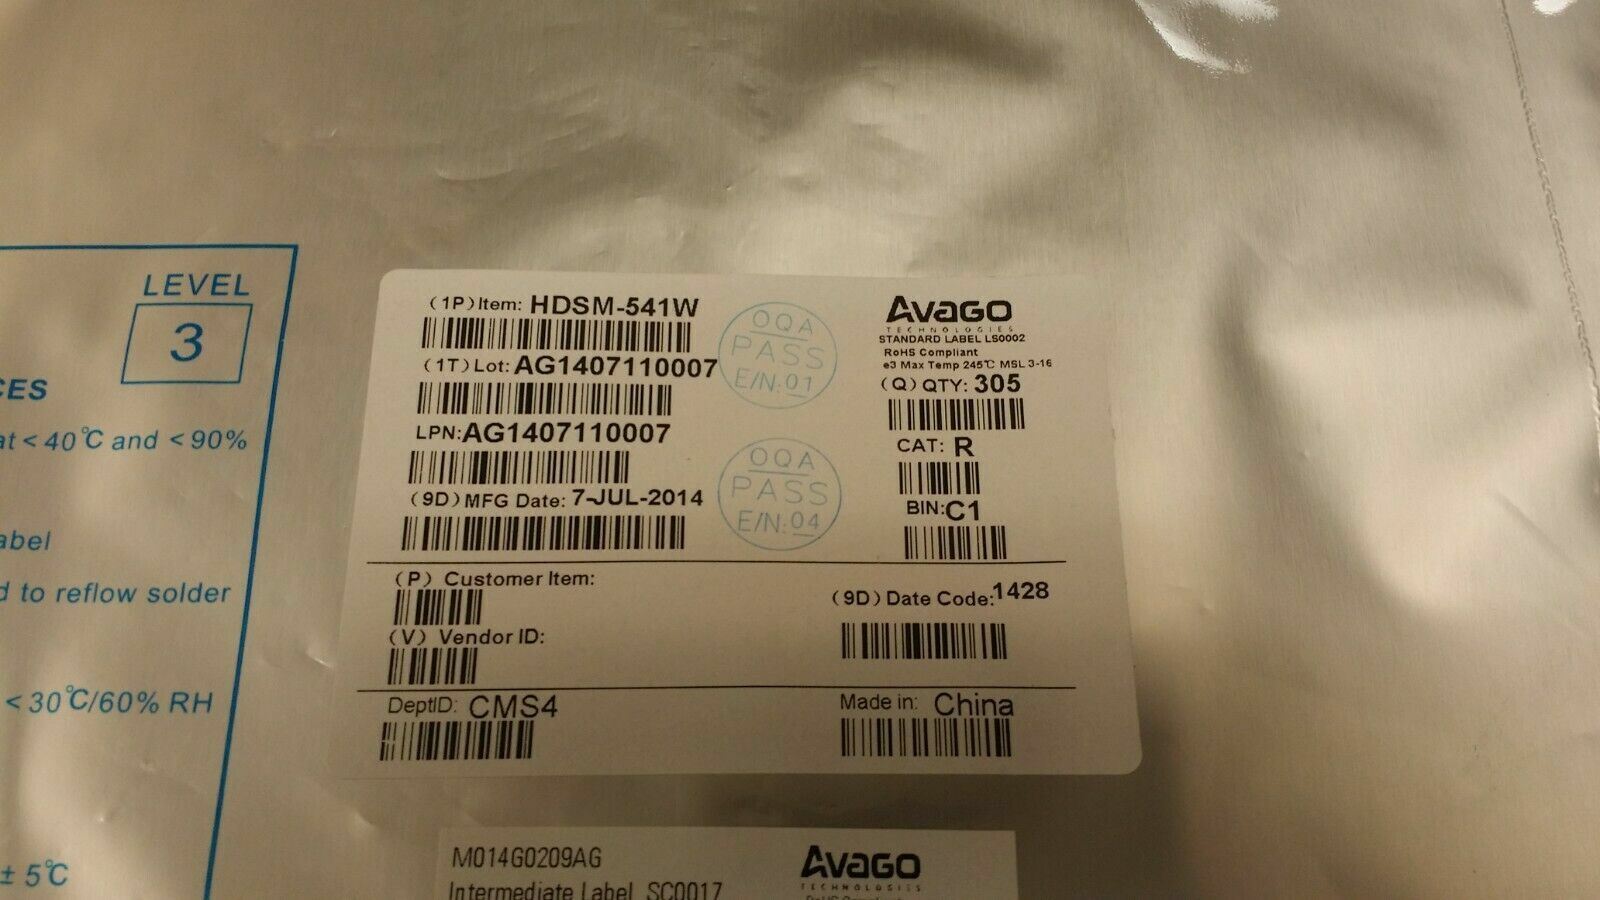 LEVEL
3
CES
at < 40°C and < 90%
abel
d to reflow solder
< 30°C/60% RH
± 5°C
(1P) Item: HDSM-541W
(1T) Lot: AG1407110007
LPN: AG1407110007
(9D) MFG Date: 7-JUL-2014
OQA
PASS
E/N: 01
OQA
PASS
E/N: 04
AVAGO
TECHNOLOGIES
STANDARD LABEL LS0002
RoHS Compliant
e3 Max Temp 245°C MSL 3-16
(Q) QTY: 305
CAT: R
BIN: C1
(P) Customer Item:
(V) Vendor ID:
(9D) Date Code: 1428
DeptID: CMS4
Made in: China
M014G0209AG
Intermediate Label SC0017
AVAGO
TECHNOLOGIES
RoHS Compliant